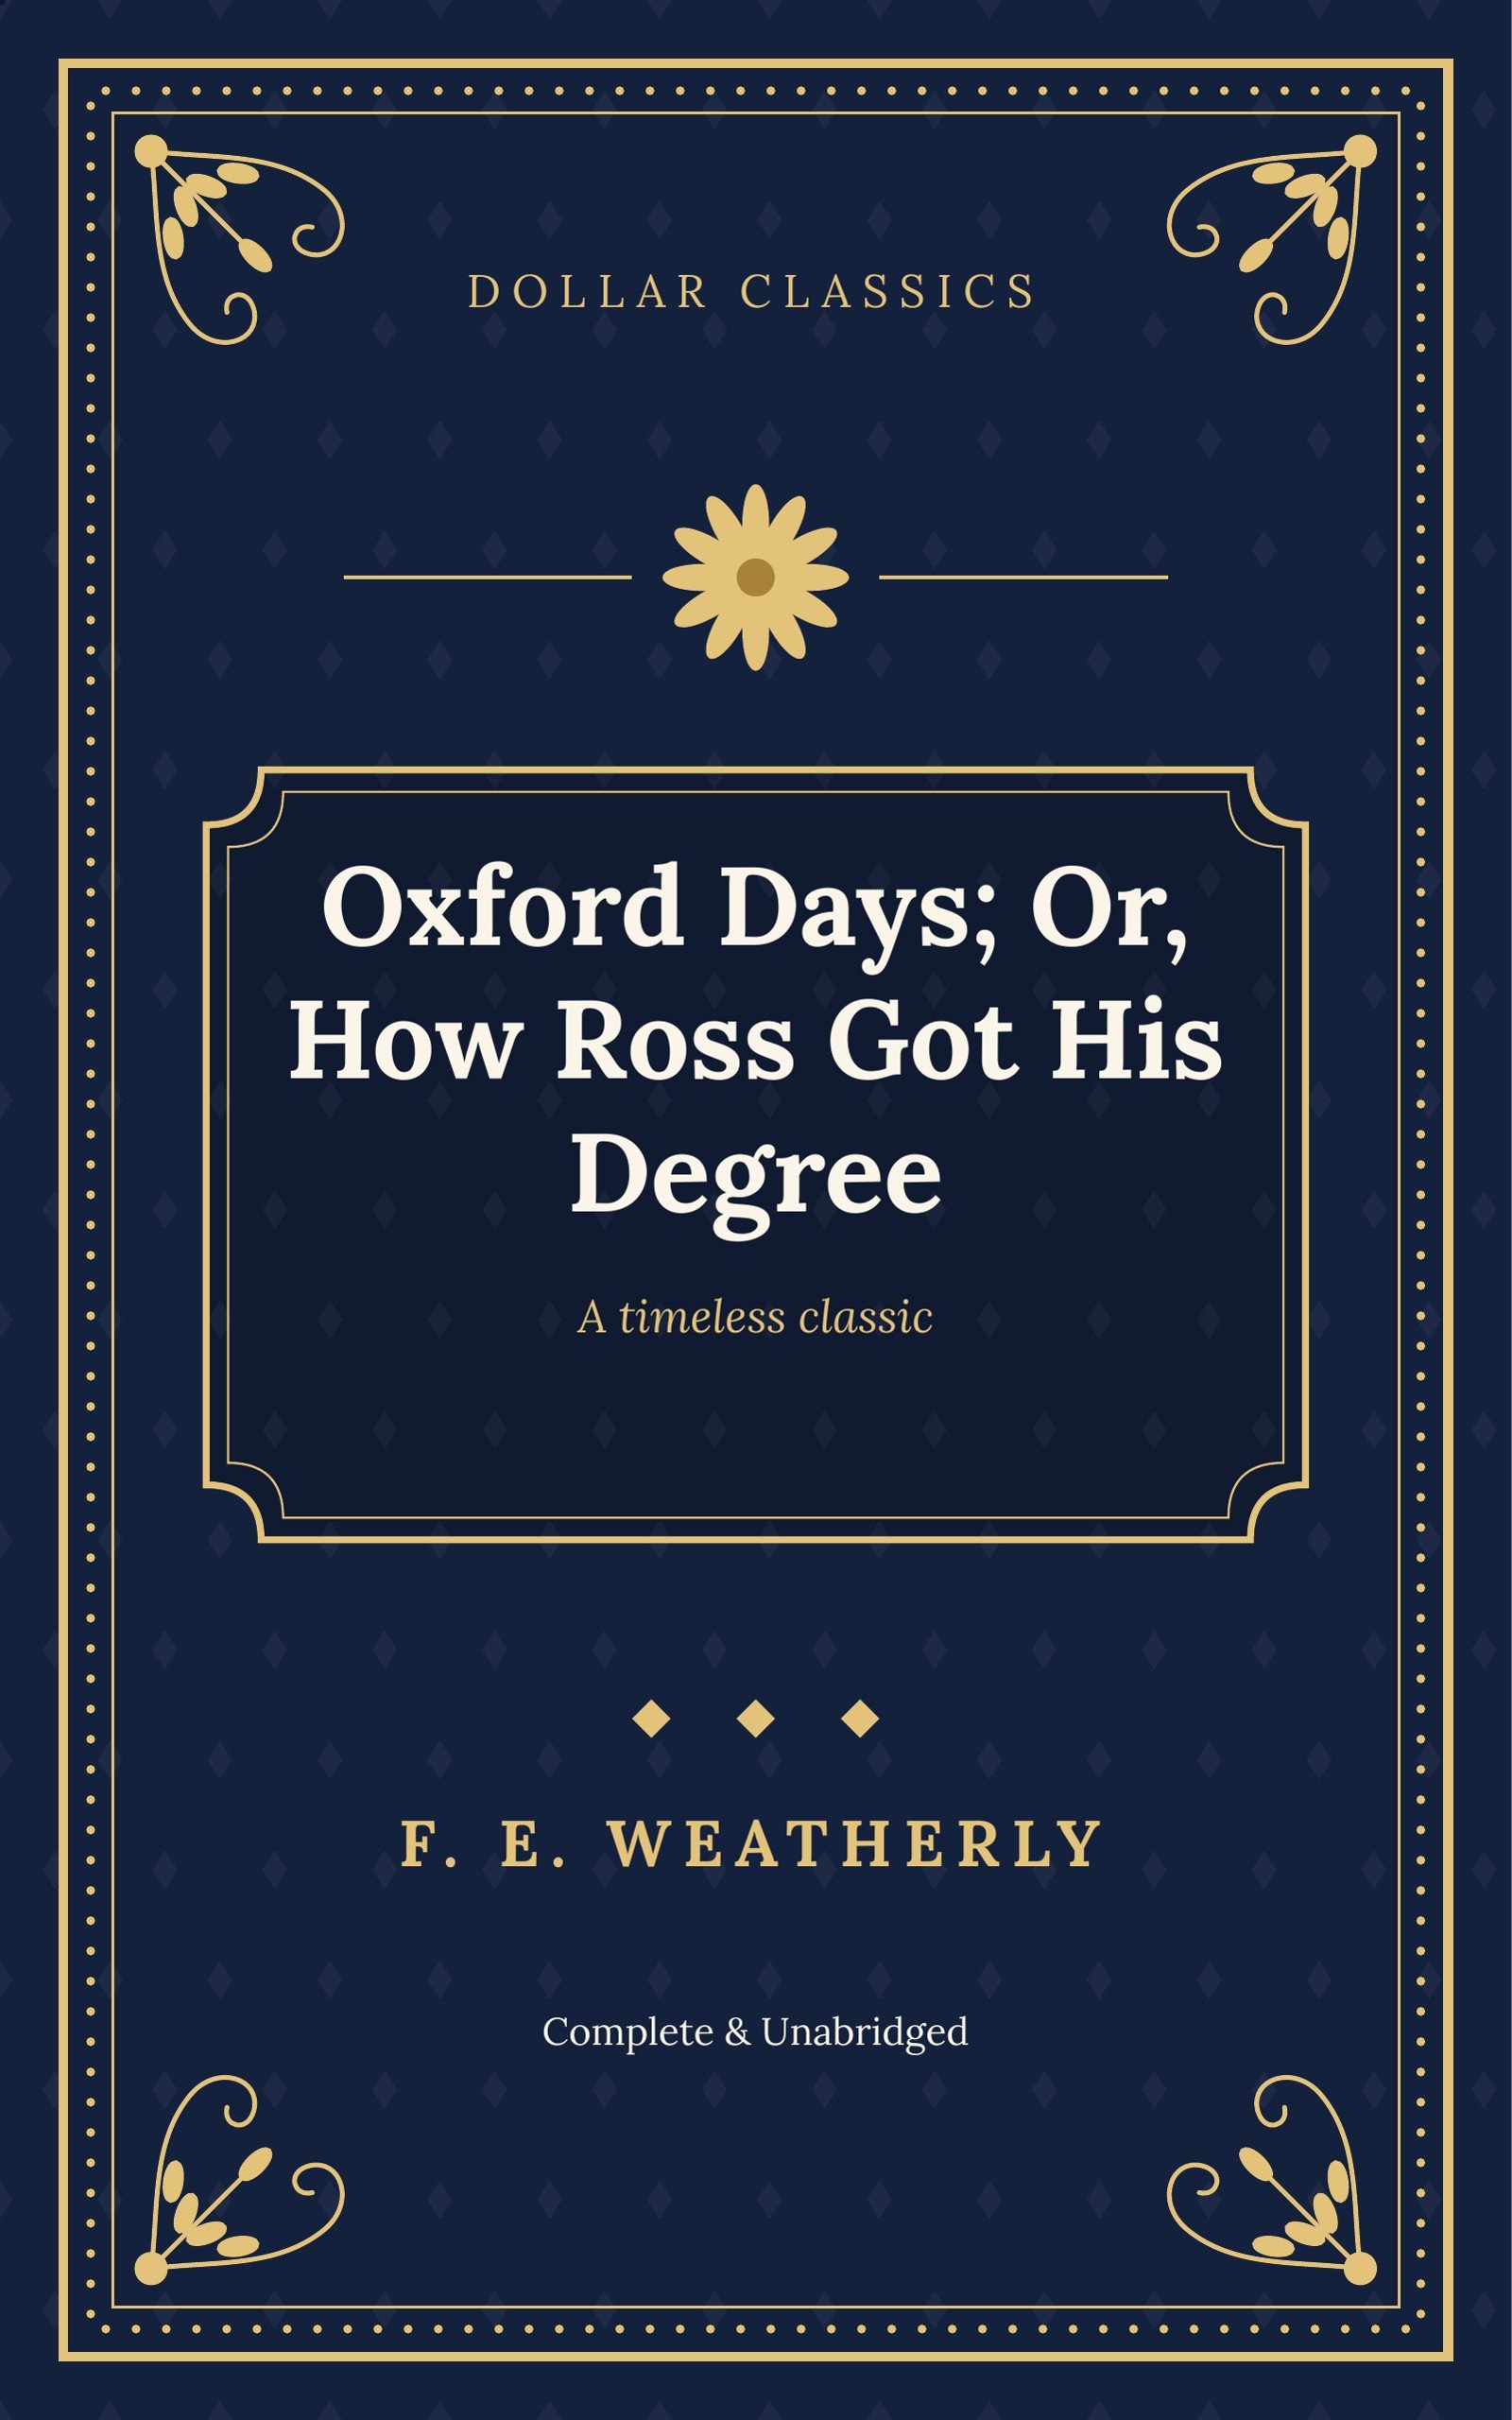 DOLLAR CLASSICS
Oxford Days; Or,
How Ross Got His
Degree
A timeless classic
F. E. WEATHERLY
Complete & Unabridged